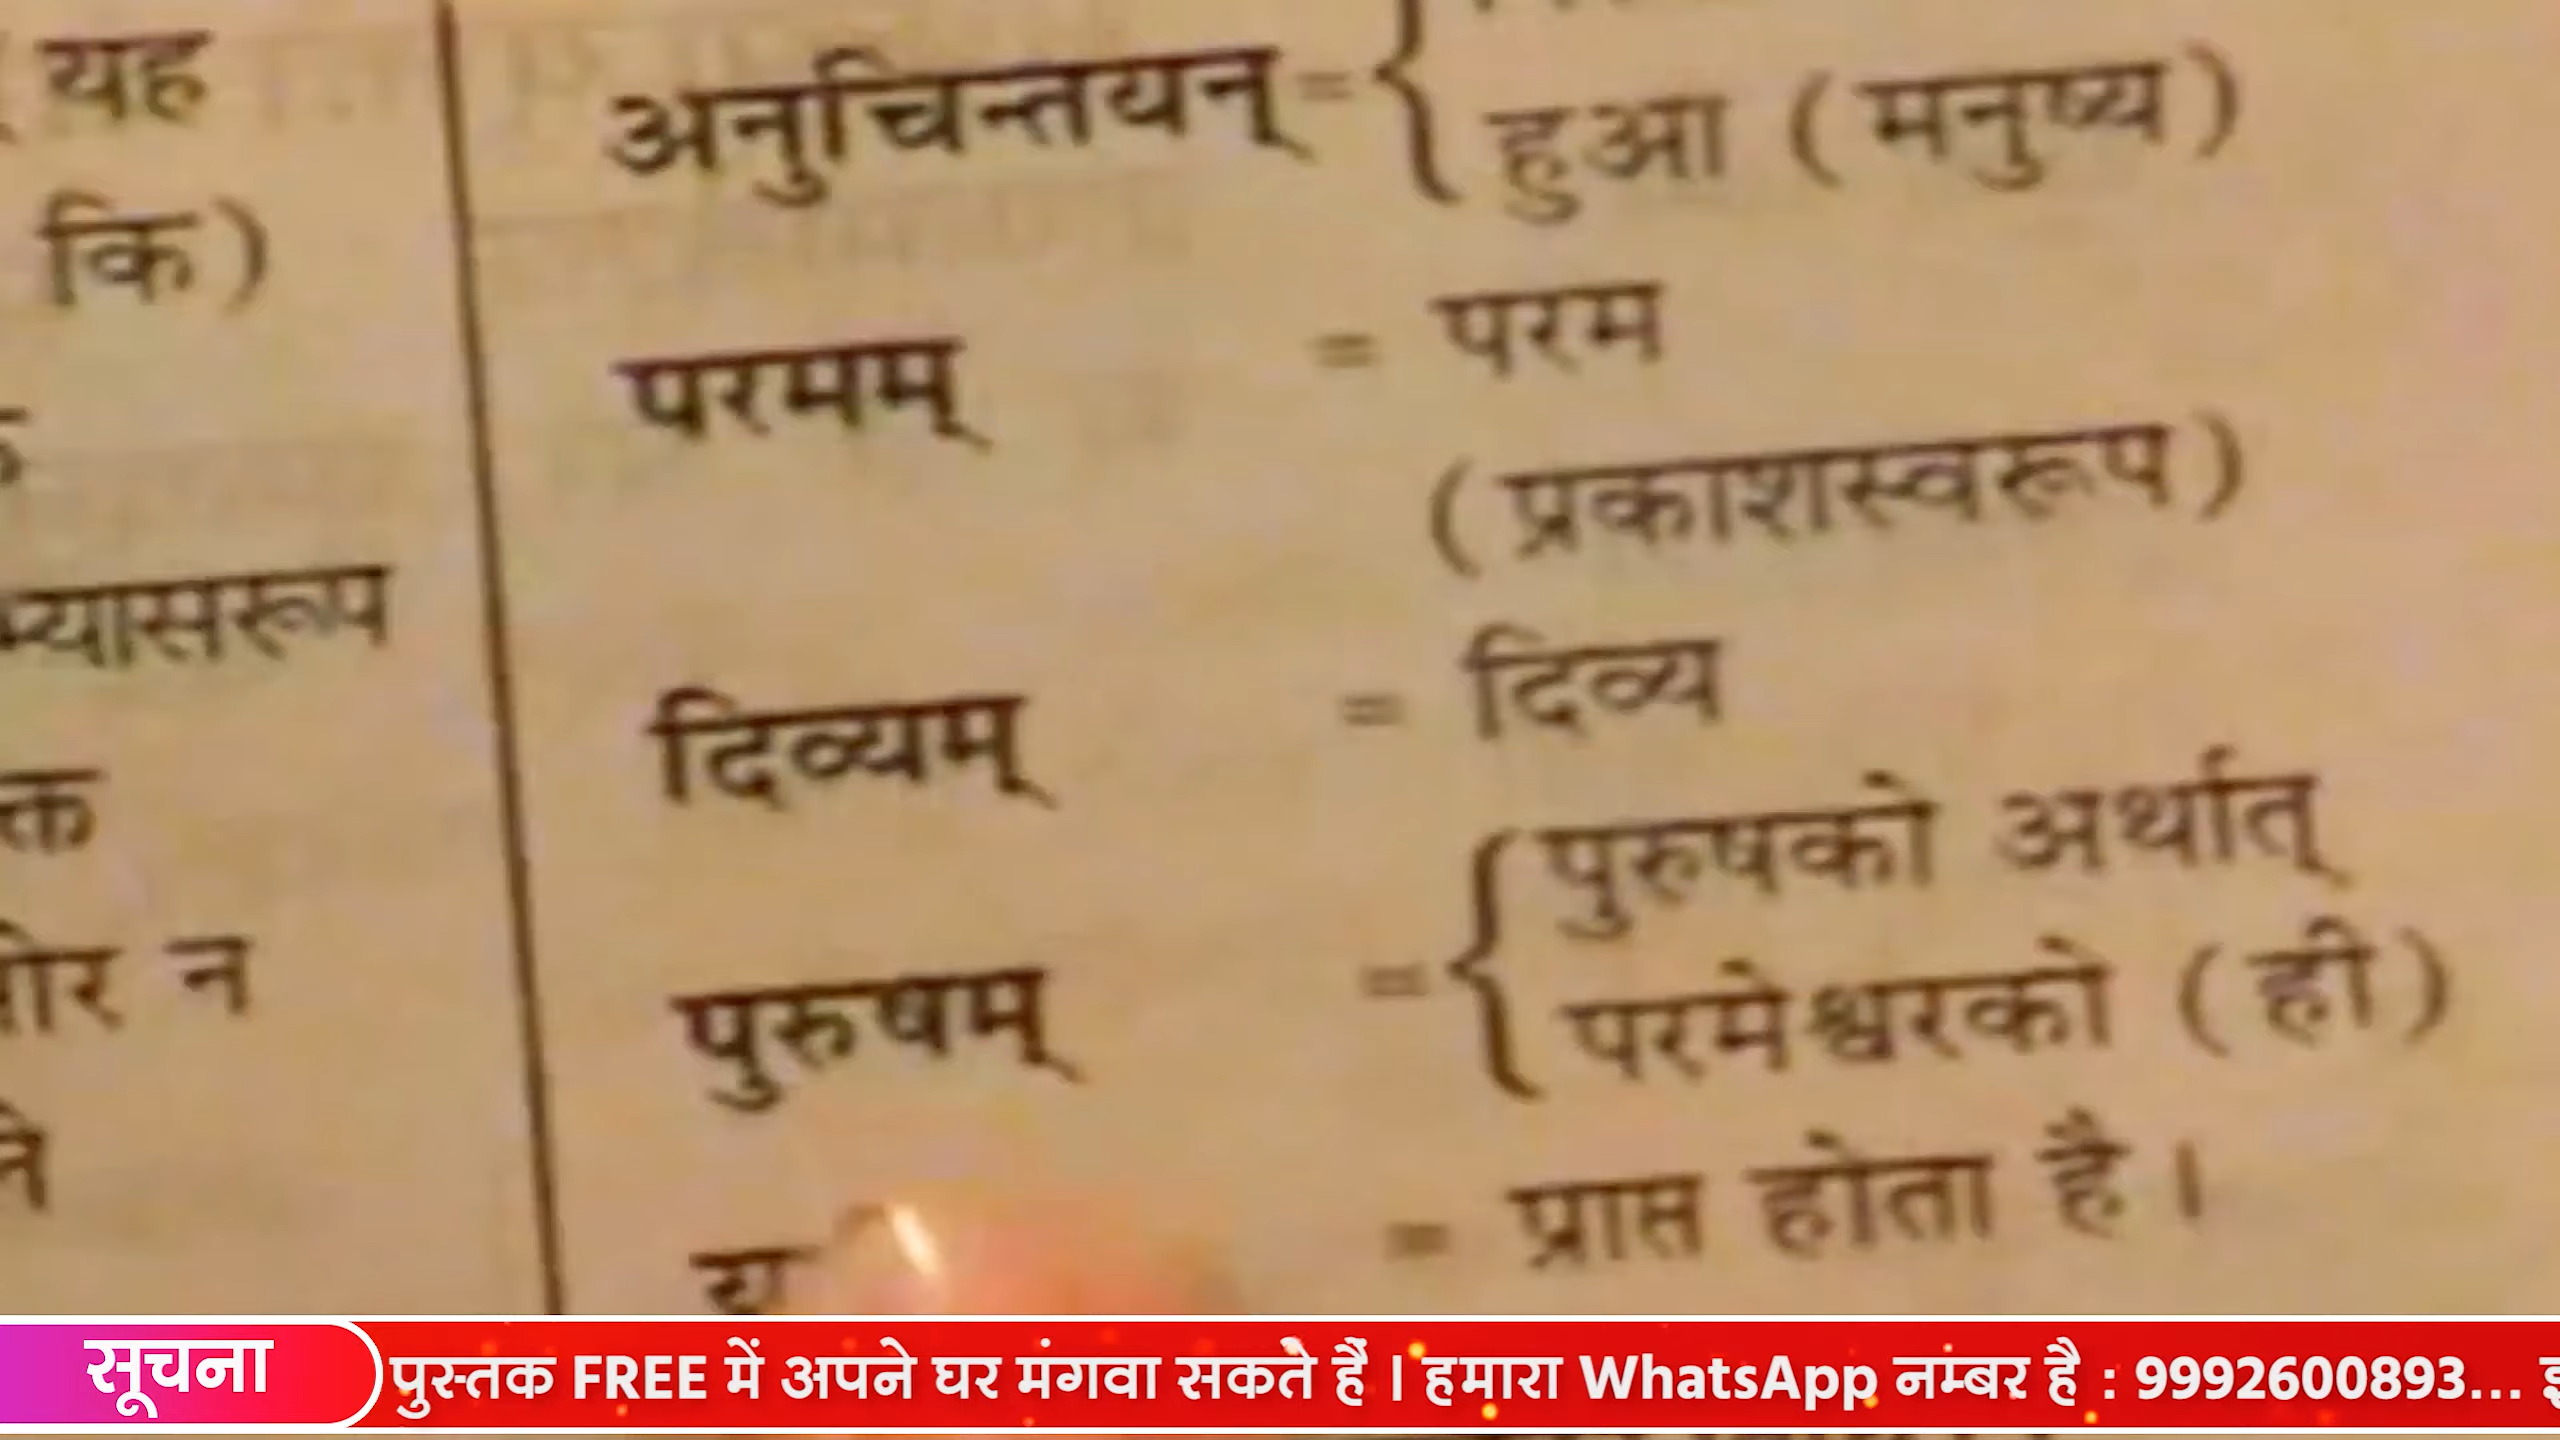 यह
कि)
अनुचिन्तयन् = { हुआ (मनुष्य)
परमम् = परम
(प्रकाशस्वरूप)
दिव्यम् = दिव्य
पुरुषम् = { पुरुषको अर्थात्
परमेश्वरको (ही)
= प्राप्त होता है।
न
सूचना
पुस्तक FREE में अपने घर मंगवा सकते हैं। हमारा WhatsApp नम्बर है : 9992600893...